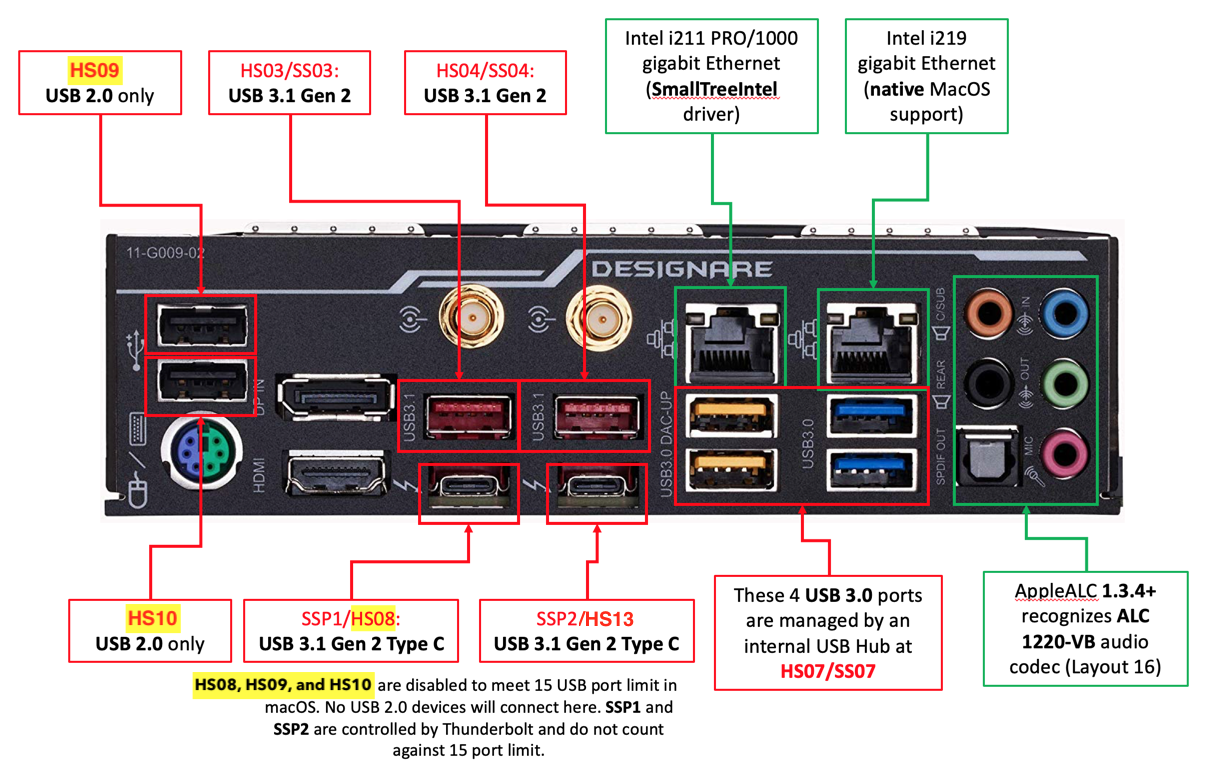 HS09
USB 2.0 only
HS03/SS03:
USB 3.1 Gen 2
HS04/SS04:
USB 3.1 Gen 2
Intel i211 PRO/1000
gigabit Ethernet
(SmallTreeIntel
driver)
Intel i219
gigabit Ethernet
(native MacOS
support)
11-G009-02
DESIGNARE
C/SUB
IN
REAR
OUT
SPDIF OUT
MIC
DP IN
HDMI
USB3.1
USB3.1
USB3.0 DAC-UP
USB3.0
HS10
USB 2.0 only
SSP1/HS08:
USB 3.1 Gen 2 Type C
SSP2/HS13
USB 3.1 Gen 2 Type C
These 4 USB 3.0 ports
are managed by an
internal USB Hub at
HS07/SS07
AppleALC 1.3.4+
recognizes ALC
1220-VB audio
codec (Layout 16)
HS08, HS09, and HS10 are disabled to meet 15 USB port limit in
macOS. No USB 2.0 devices will connect here. SSP1 and
SSP2 are controlled by Thunderbolt and do not count
against 15 port limit.